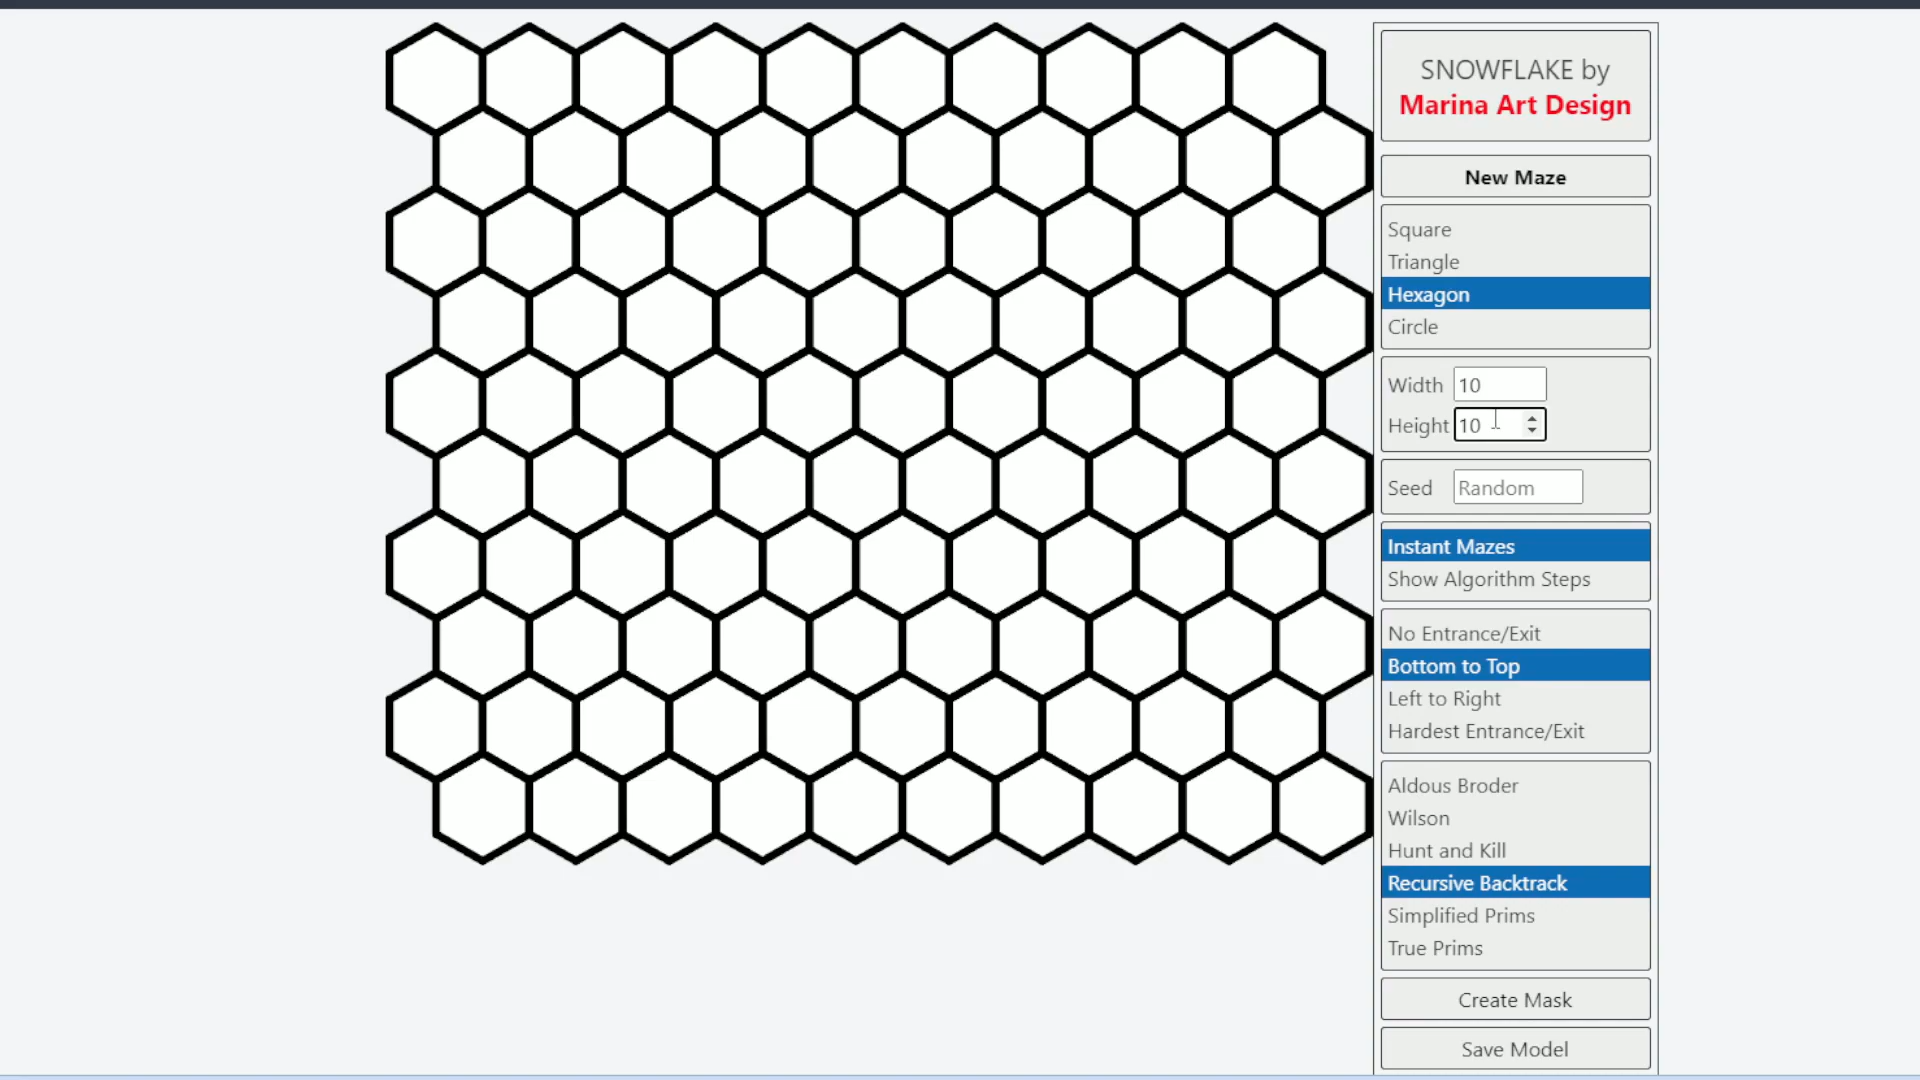 SNOWFLAKE by
Marina Art Design
New Maze
Square
Triangle
Hexagon
Circle
Width 10
Height 10
Seed Random
Instant Mazes
Show Algorithm Steps
No Entrance/Exit
Bottom to Top
Left to Right
Hardest Entrance/Exit
Aldous Broder
Wilson
Hunt and Kill
Recursive Backtrack
Simplified Prims
True Prims
Create Mask
Save Model